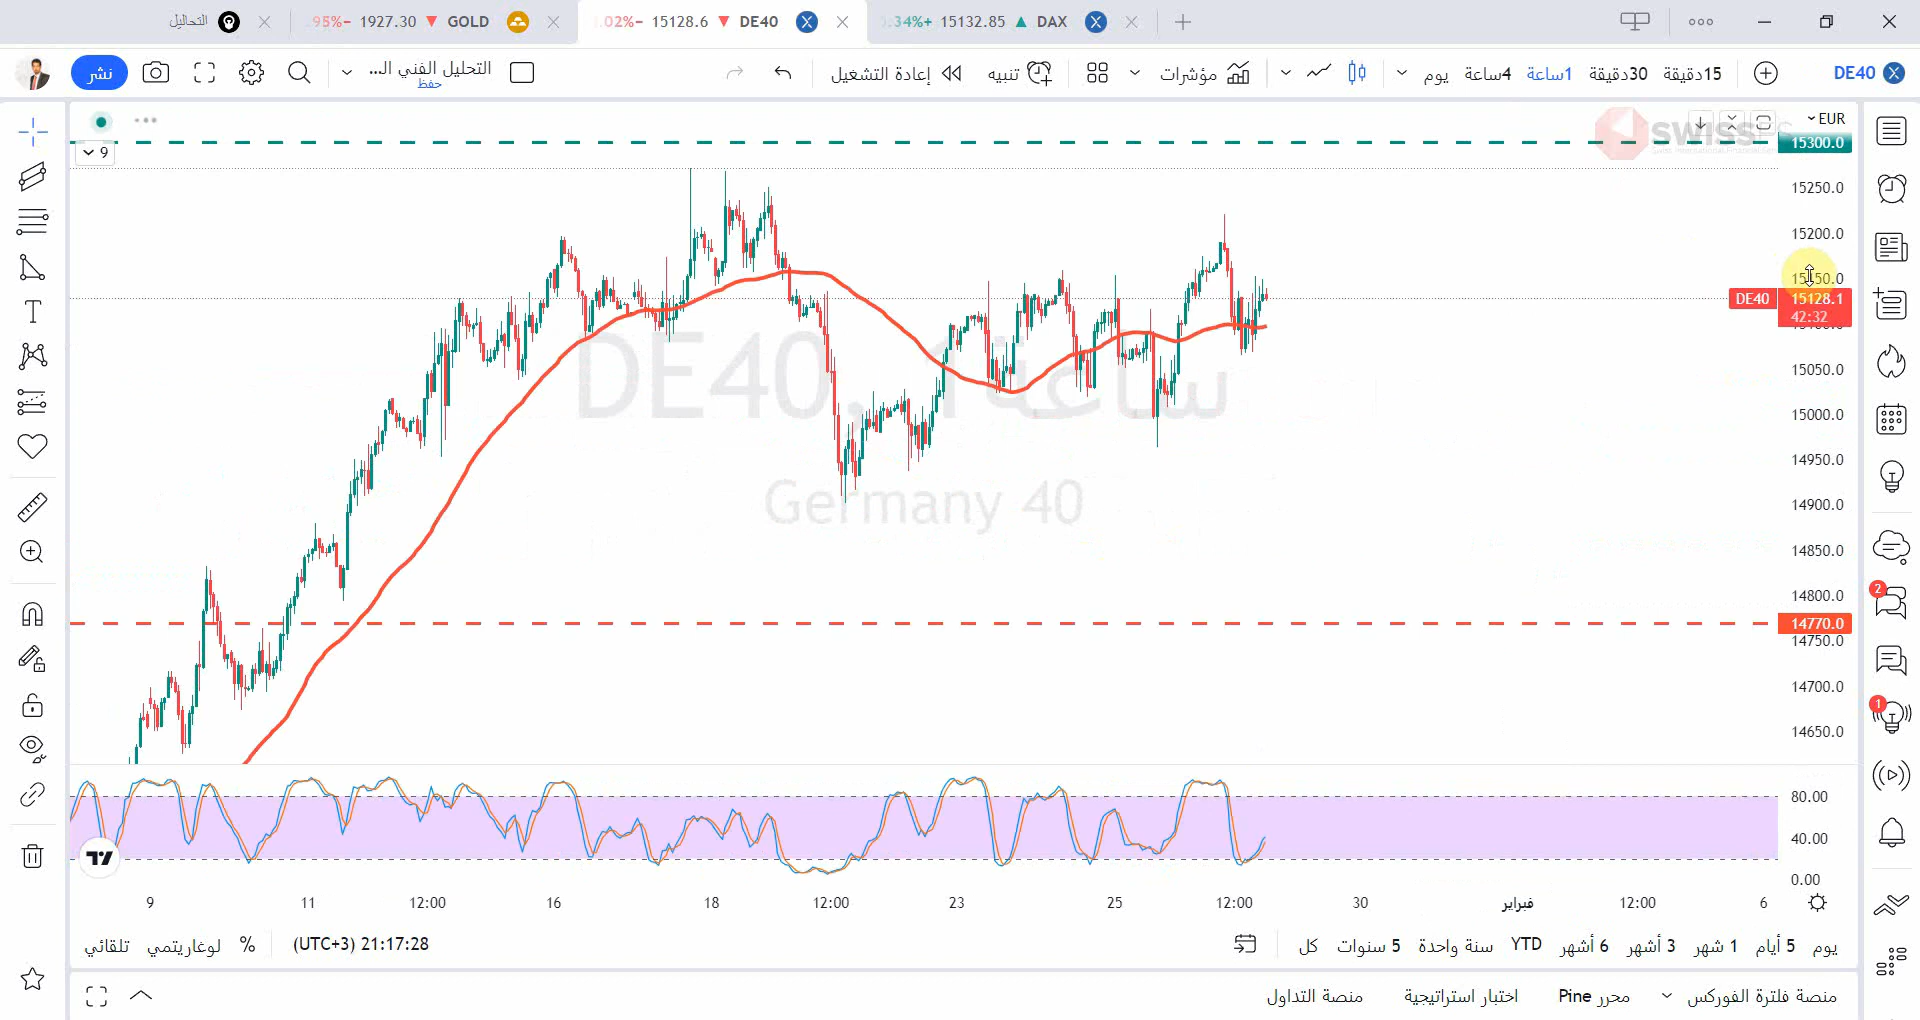 DAX 15132.85 34%+
DE40 15128.6 .02%−
GOLD 1927.30 .95%−
التحاليل
DE40
15دقيقة 30دقيقة 1ساعة 4ساعة يوم
مؤشرات
تنبيه
إعادة التشغيل
التحليل الفني الـ...
حفظ
نشر
EUR
SWISS
9
15300.0
15250.0
15200.0
15150.0
DE40 15128.1
42:32
15050.0
15000.0
14950.0
14900.0
14850.0
14800.0
14770.0
14750.0
14700.0
14650.0
DE40, 1ساعة
Germany 40
80.00
40.00
0.00
2
1
9 11 12:00 16 18 12:00 23 25 12:00 30 فبراير 12:00 6
يوم 5 أيام 1 شهر 3 أشهر 6 أشهر YTD سنة واحدة 5 سنوات كل
21:17:28 (UTC+3)
% لوغاريتمي تلقائي
منصة فلترة الفوركس محرر Pine اختبار استراتيجية منصة التداول